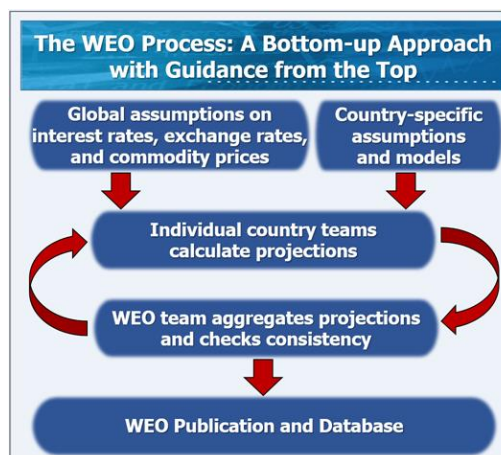 The WEO Process: A Bottom-up Approach
with Guidance from the Top
Global assumptions on
interest rates, exchange rates,
and commodity prices
Country-specific
assumptions
and models
Individual country teams
calculate projections
WEO team aggregates projections
and checks consistency
WEO Publication and Database